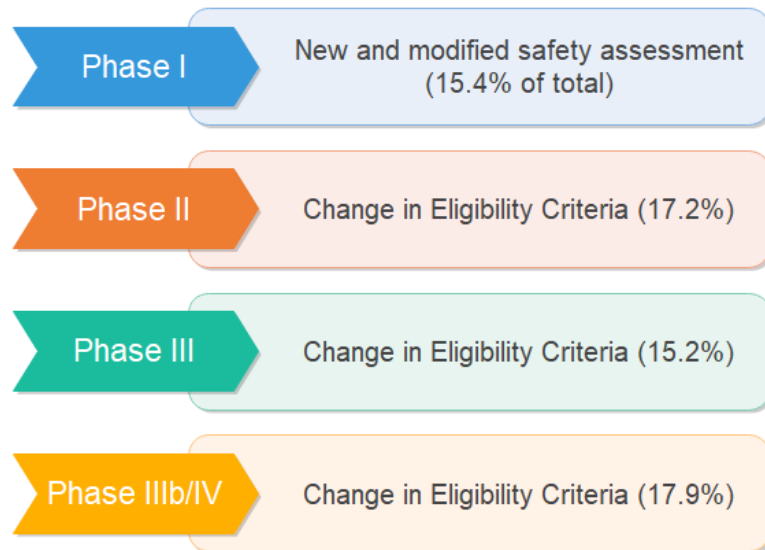 Phase I
New and modified safety assessment
(15.4% of total)
Phase II
Change in Eligibility Criteria (17.2%)
Phase III
Change in Eligibility Criteria (15.2%)
Phase IIIb/IV
Change in Eligibility Criteria (17.9%)